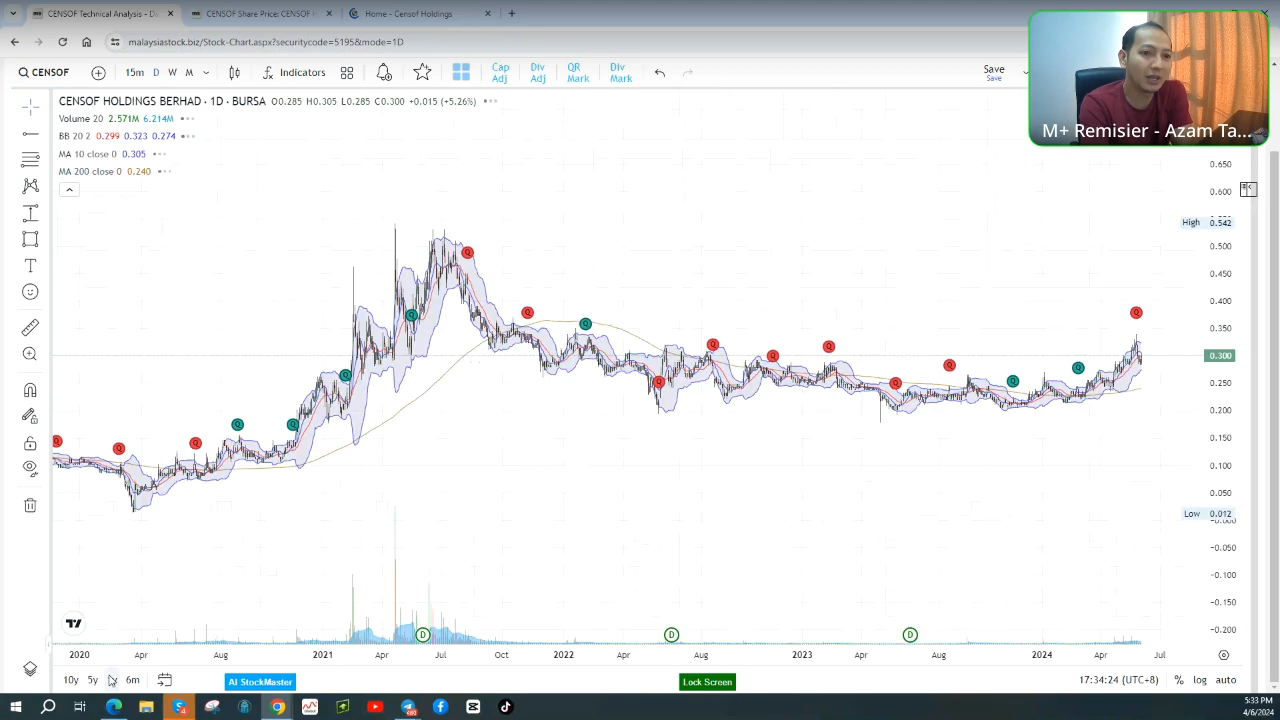 CENSOF Technical Analysis - Da
CENSOF Share Price: CENSOF H
Home - Censof Holdings
malaysiastock.biz/Stock-Chart.aspx?securitycode=5195&mode=1D
CENSOF
15m D W M
Indicators
Cap Adj
Div Adj
QR Mark
Div Mark
Save
Save
M+ Remisier - Azam Ta...
CENSOF HOLDINGS BERHAD · 1D · BURSA O0.285 H0.305 L0.285 C0.300 +0.015 (+5.26%)
Volume 20 2.571M 6.214M
BB 20 2 0.299 0.323 0.274
MA 10 close 0 0.305
MA 200 close 0 0.240
0.650
0.600
High 0.542
0.500
0.450
0.400
0.350
0.300
0.250
0.200
0.150
0.100
0.050
Low 0.012
−0.000
−0.050
−0.100
−0.150
−0.200
Q Q Q Q Q Q Q Q Q Q Q Q Q Q Q Q Q Q Q
D D D
2020 Apr Aug 2021 Apr Jul Oct 2022 Apr Aug 2023 Apr Aug 2024 Apr Jul
10y 5y 6m
AI StockMaster
Lock Screen
17:34:24 (UTC+8) % log auto
5:33 PM
4/6/2024